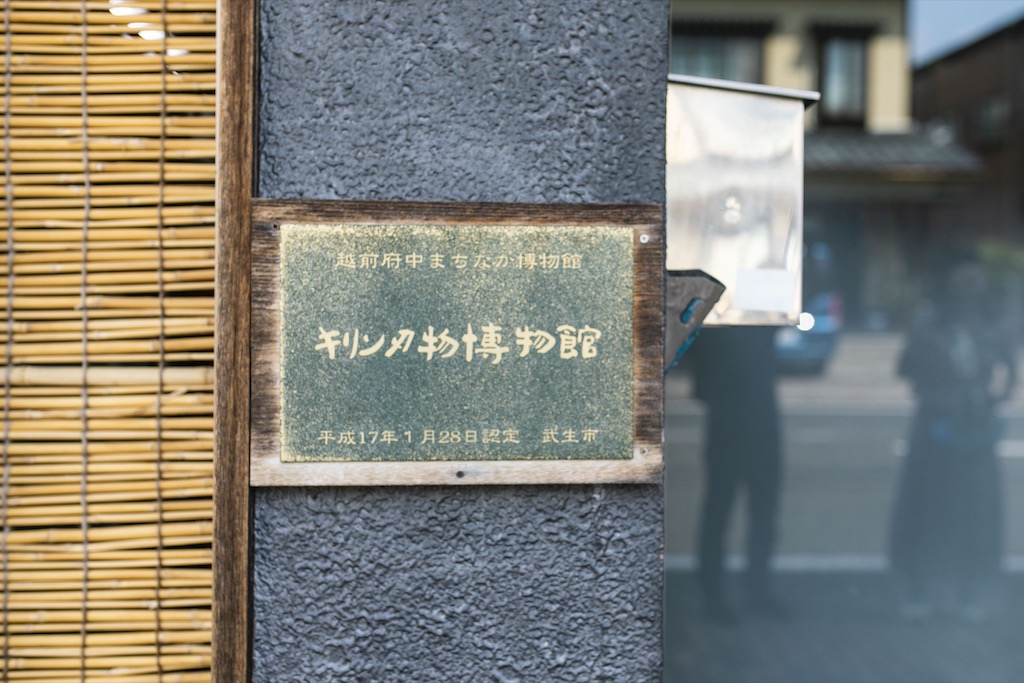 越前府中まちなか博物館
キリン刃物博物館
平成17年1月28日認定 武生市